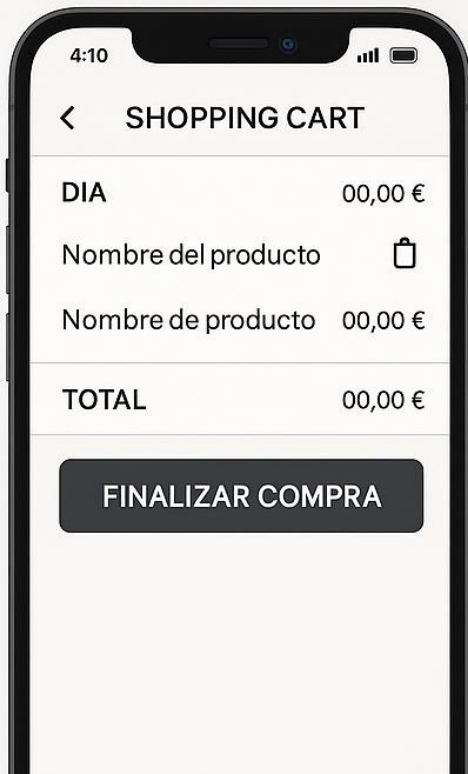 4:10
SHOPPING CART
DIA 00,00 €
Nombre del producto
Nombre de producto 00,00 €
TOTAL 00,00 €
FINALIZAR COMPRA